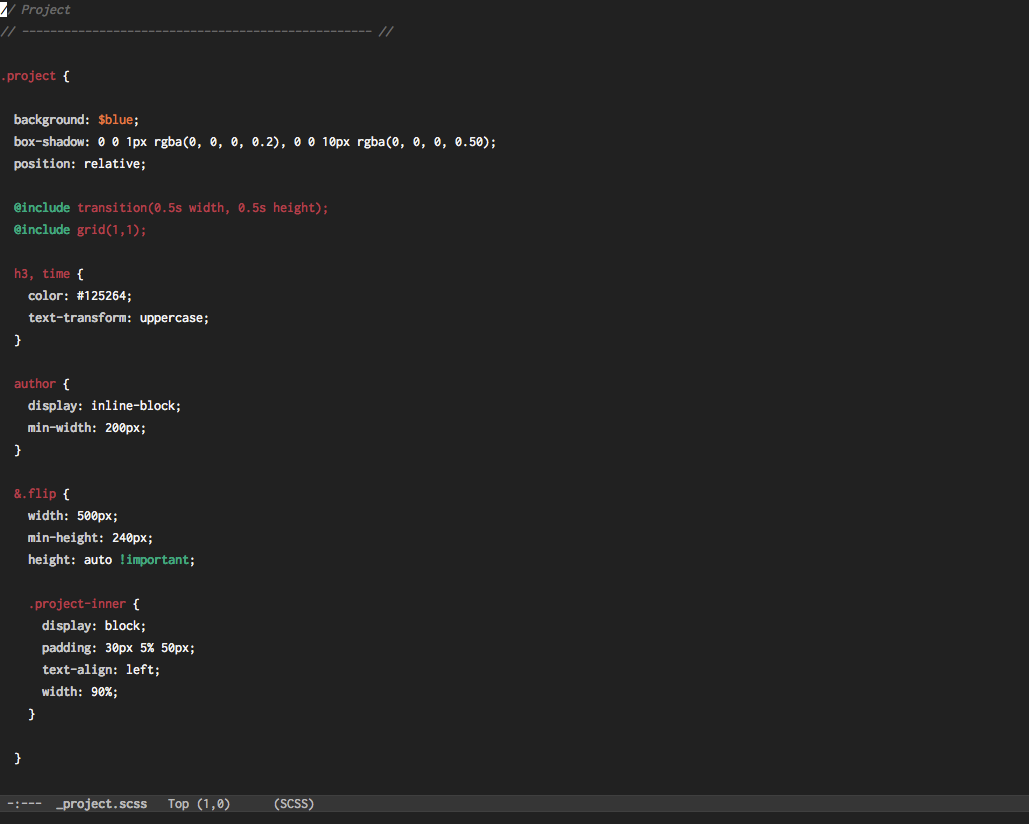 // Project
// -------------------------------------------------- //
.project {
background: $blue;
box-shadow: 0 0 1px rgba(0, 0, 0, 0.2), 0 0 10px rgba(0, 0, 0, 0.50);
position: relative;
@include transition(0.5s width, 0.5s height);
@include grid(1,1);
h3, time {
color: #125264;
text-transform: uppercase;
}
author {
display: inline-block;
min-width: 200px;
}
&.flip {
width: 500px;
min-height: 240px;
height: auto !important;
.project-inner {
display: block;
padding: 30px 5% 50px;
text-align: left;
width: 90%;
}
}
-:--- _project.scss Top (1,0) (SCSS)